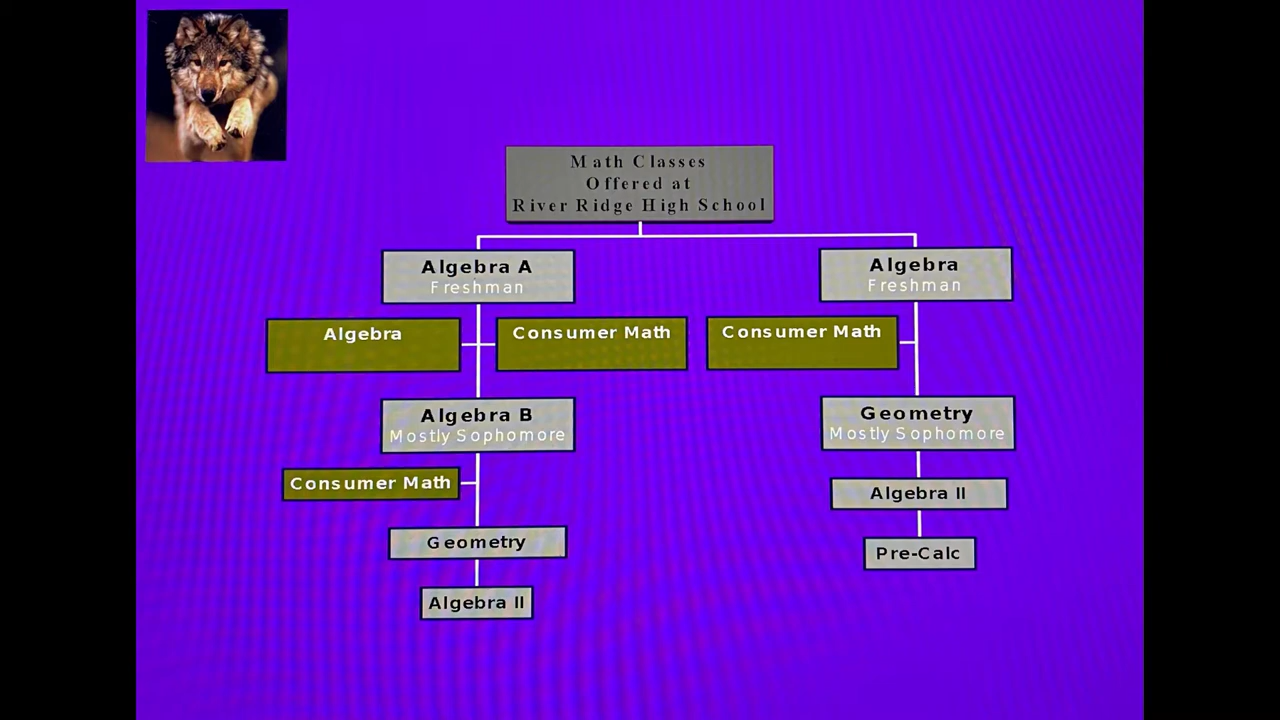 Math Classes
Offered at
River Ridge High School
Algebra A
Freshman
Algebra
Freshman
Algebra
Consumer Math
Consumer Math
Algebra B
Mostly Sophomore
Geometry
Mostly Sophomore
Consumer Math
Algebra II
Geometry
Pre-Calc
Algebra II